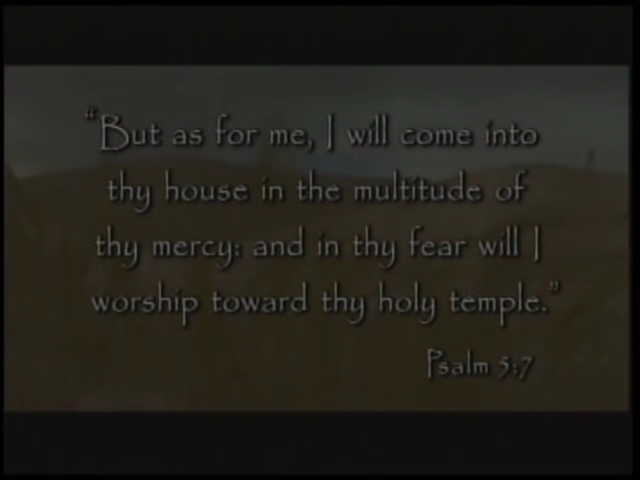 “But as for me, I will come into
thy house in the multitude of
thy mercy: and in thy fear will I
worship toward thy holy temple.”
Psalm 5:7